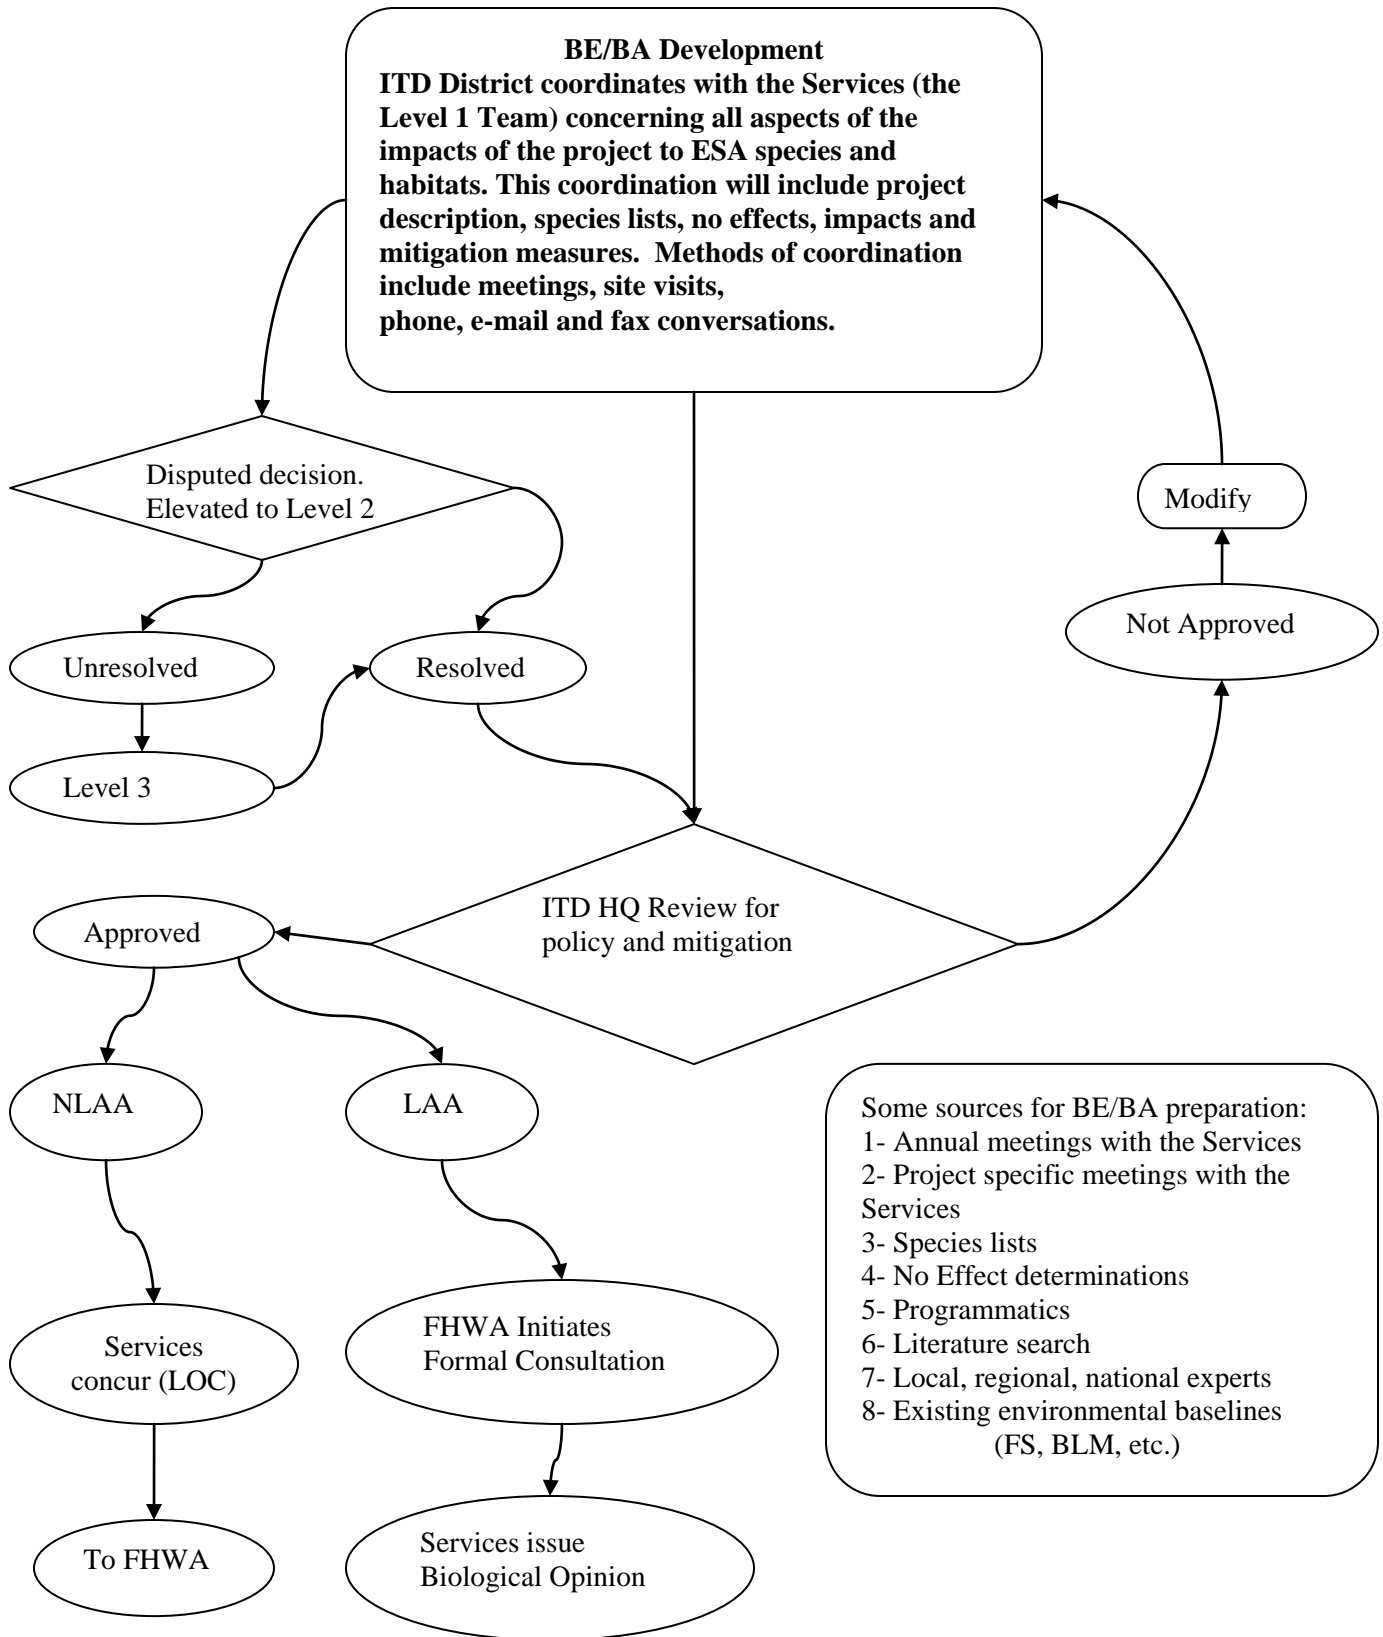 BE/BA Development
ITD District coordinates with the Services (the
Level 1 Team) concerning all aspects of the
impacts of the project to ESA species and
habitats. This coordination will include project
description, species lists, no effects, impacts and
mitigation measures.  Methods of coordination
include meetings, site visits,
phone, e-mail and fax conversations.
Disputed decision.
Elevated to Level 2
Modify
Not Approved
Unresolved
Resolved
Level 3
ITD HQ Review for
policy and mitigation
Approved
NLAA
LAA
Services
concur (LOC)
FHWA Initiates
Formal Consultation
To FHWA
Services issue
Biological Opinion
Some sources for BE/BA preparation:
1- Annual meetings with the Services
2- Project specific meetings with the
Services
3- Species lists
4- No Effect determinations
5- Programmatics
6- Literature search
7- Local, regional, national experts
8- Existing environmental baselines
(FS, BLM, etc.)